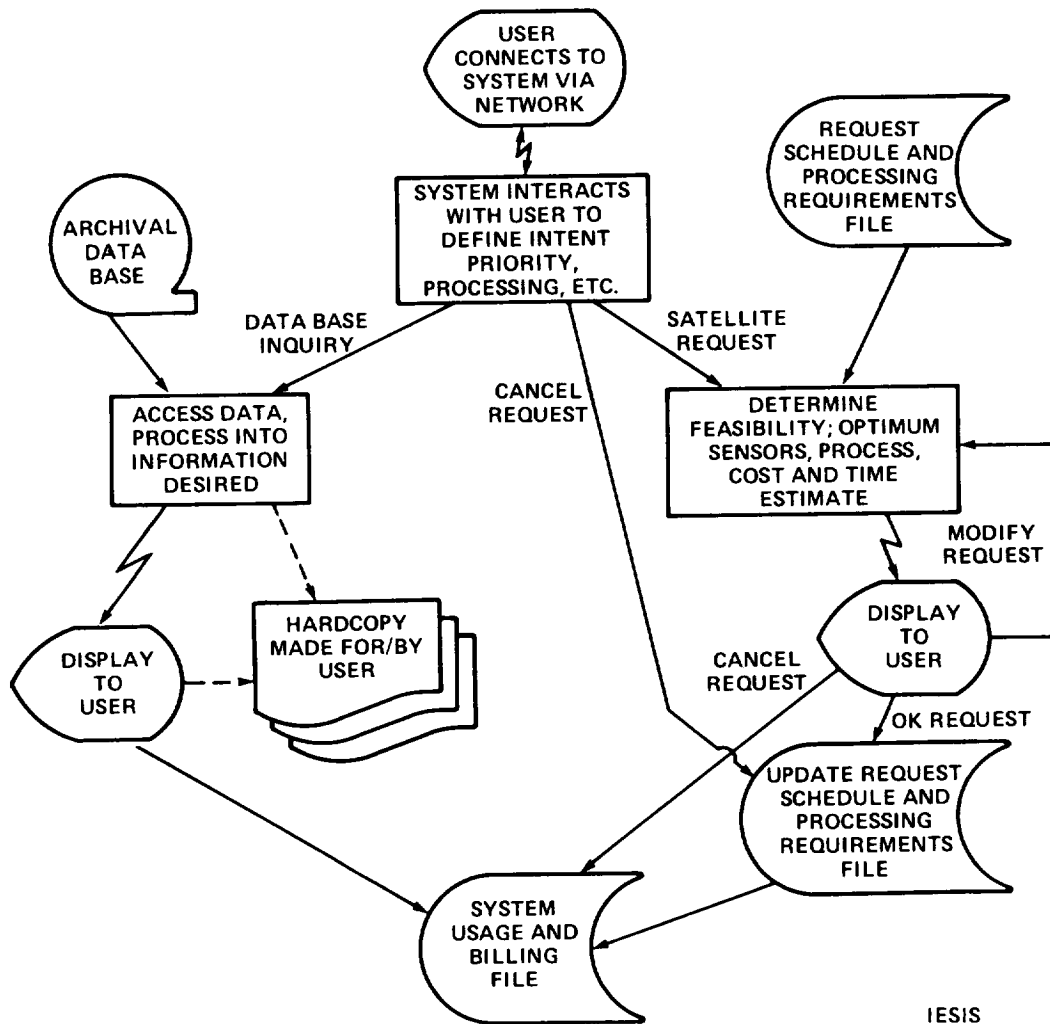 USER
CONNECTS TO
SYSTEM VIA
NETWORK
REQUEST
SCHEDULE AND
PROCESSING
REQUIREMENTS
FILE
SYSTEM INTERACTS
WITH USER TO
DEFINE INTENT
PRIORITY,
PROCESSING, ETC.
ARCHIVAL
DATA
BASE
DATA BASE
INQUIRY
SATELLITE
REQUEST
CANCEL
REQUEST
ACCESS DATA,
PROCESS INTO
INFORMATION
DESIRED
DETERMINE
FEASIBILITY; OPTIMUM
SENSORS, PROCESS,
COST AND TIME
ESTIMATE
MODIFY
REQUEST
HARDCOPY
MADE FOR/BY
USER
DISPLAY
TO
USER
DISPLAY
TO
USER
CANCEL
REQUEST
OK REQUEST
UPDATE REQUEST
SCHEDULE AND
PROCESSING
REQUIREMENTS
FILE
SYSTEM
USAGE AND
BILLING
FILE
IESIS